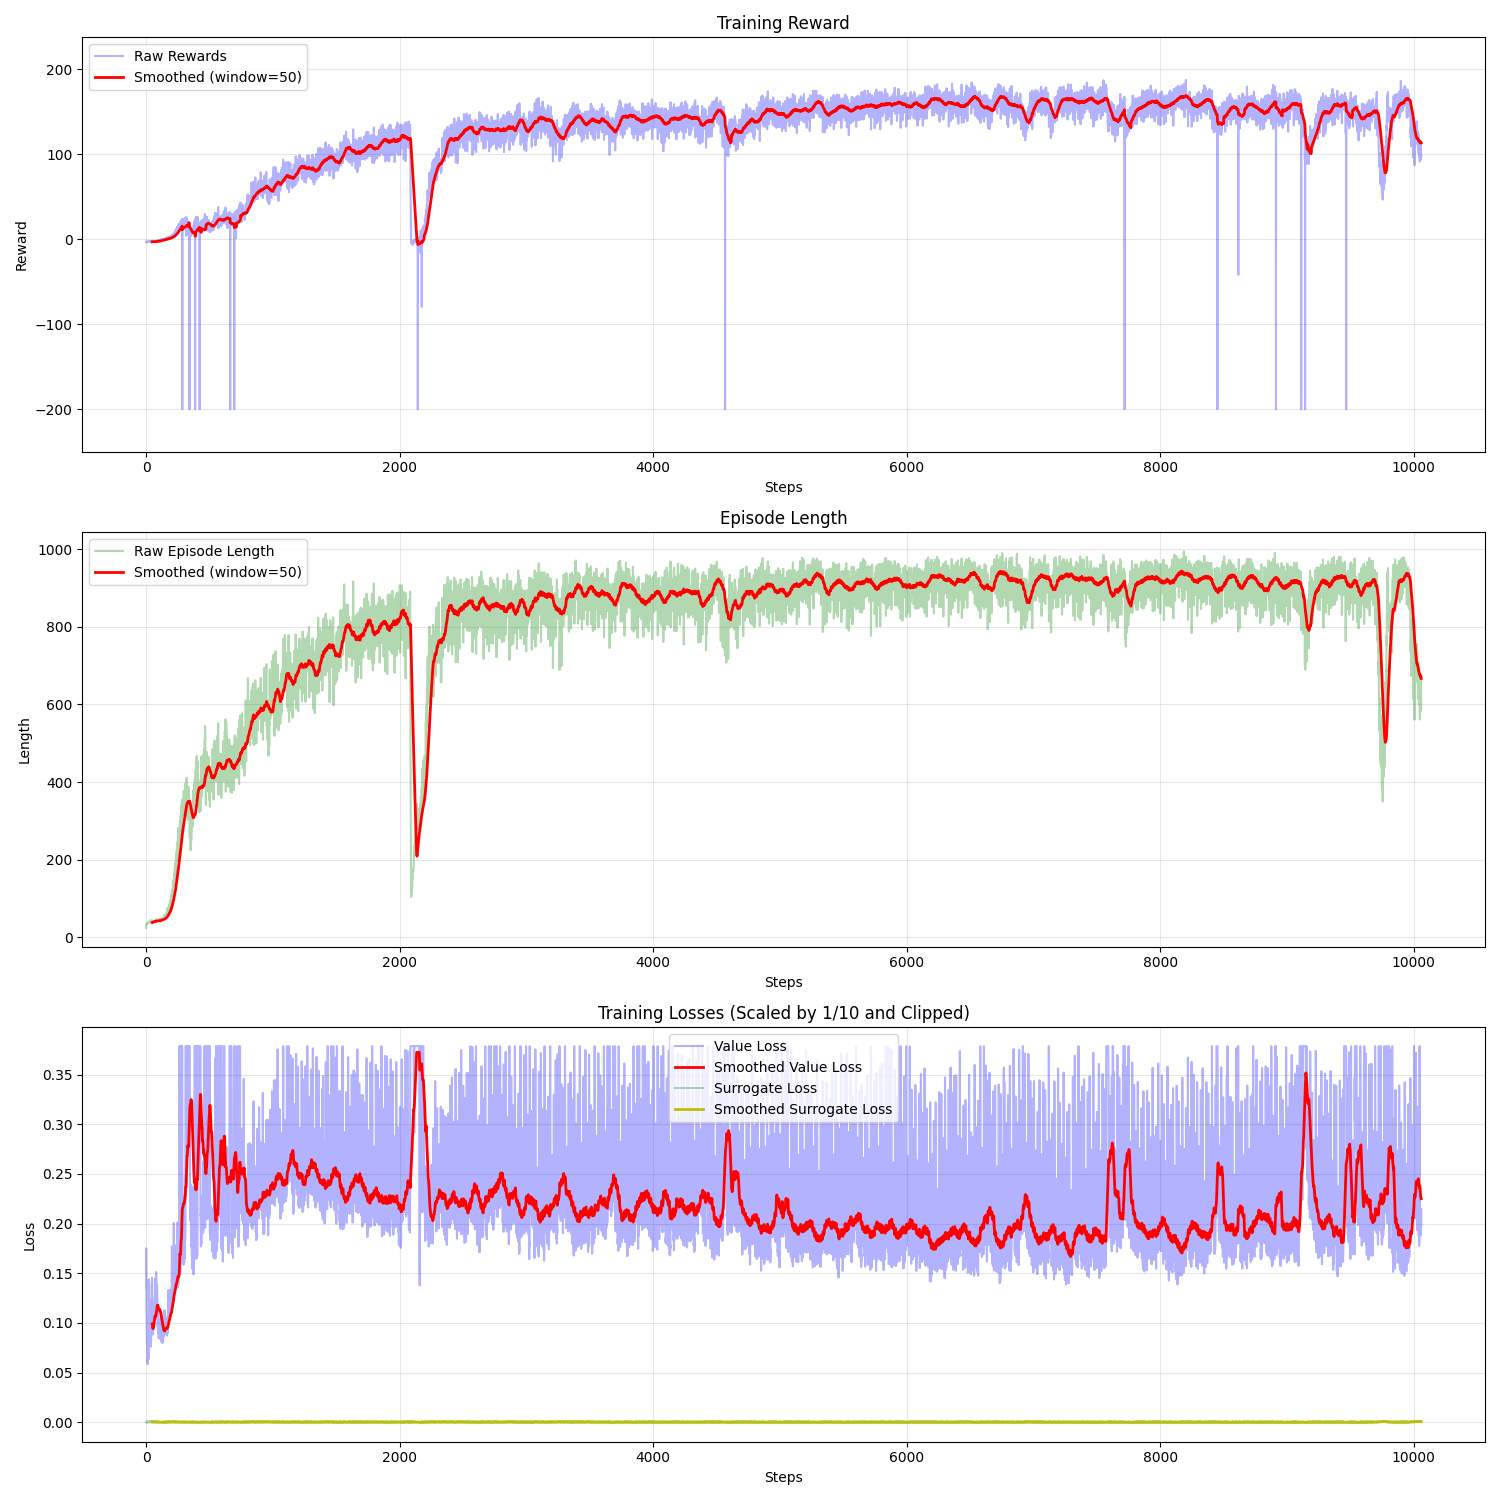 Training Reward
Raw Rewards
Smoothed (window=50)
200
100
0
−100
−200
Reward
0
2000
4000
6000
8000
10000
Steps
Episode Length
Raw Episode Length
Smoothed (window=50)
1000
800
600
400
200
0
Length
0
2000
4000
6000
8000
10000
Steps
Training Losses (Scaled by 1/10 and Clipped)
Value Loss
Smoothed Value Loss
Surrogate Loss
Smoothed Surrogate Loss
0.35
0.30
0.25
0.20
0.15
0.10
0.05
0.00
Loss
0
2000
4000
6000
8000
10000
Steps